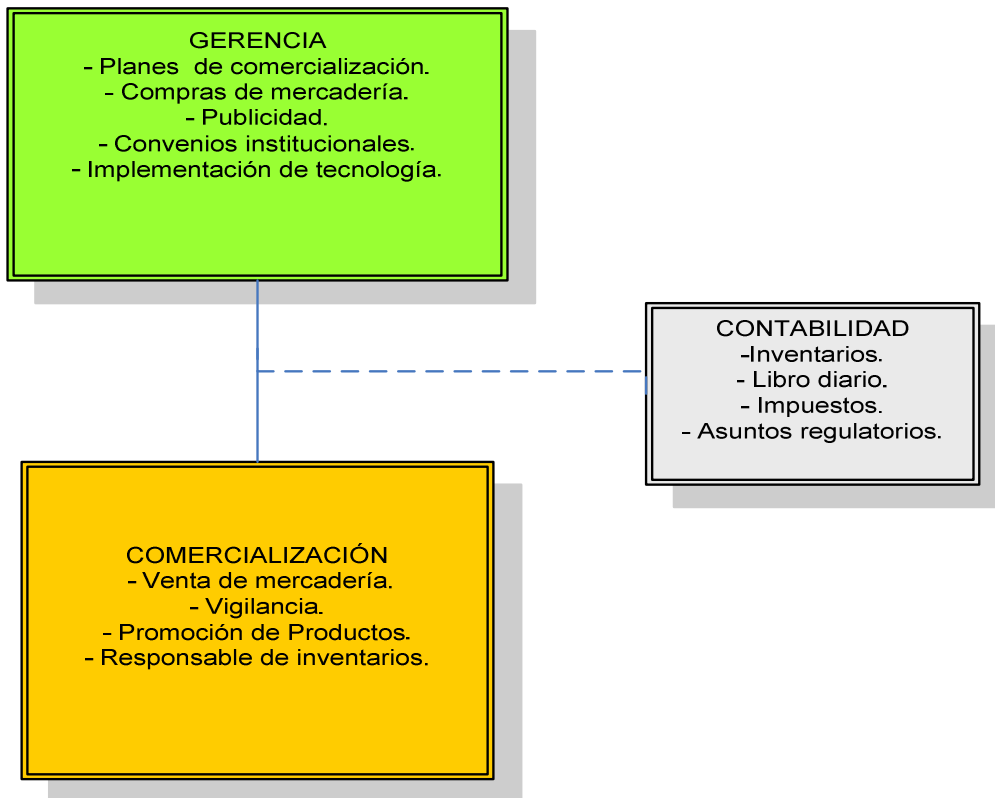 GERENCIA
- Planes  de comercialización.
- Compras de mercadería.
- Publicidad.
- Convenios institucionales.
- Implementación de tecnología.
CONTABILIDAD
-Inventarios.
- Libro diario.
- Impuestos.
- Asuntos regulatorios.
COMERCIALIZACIÓN
- Venta de mercadería.
- Vigilancia.
- Promoción de Productos.
- Responsable de inventarios.